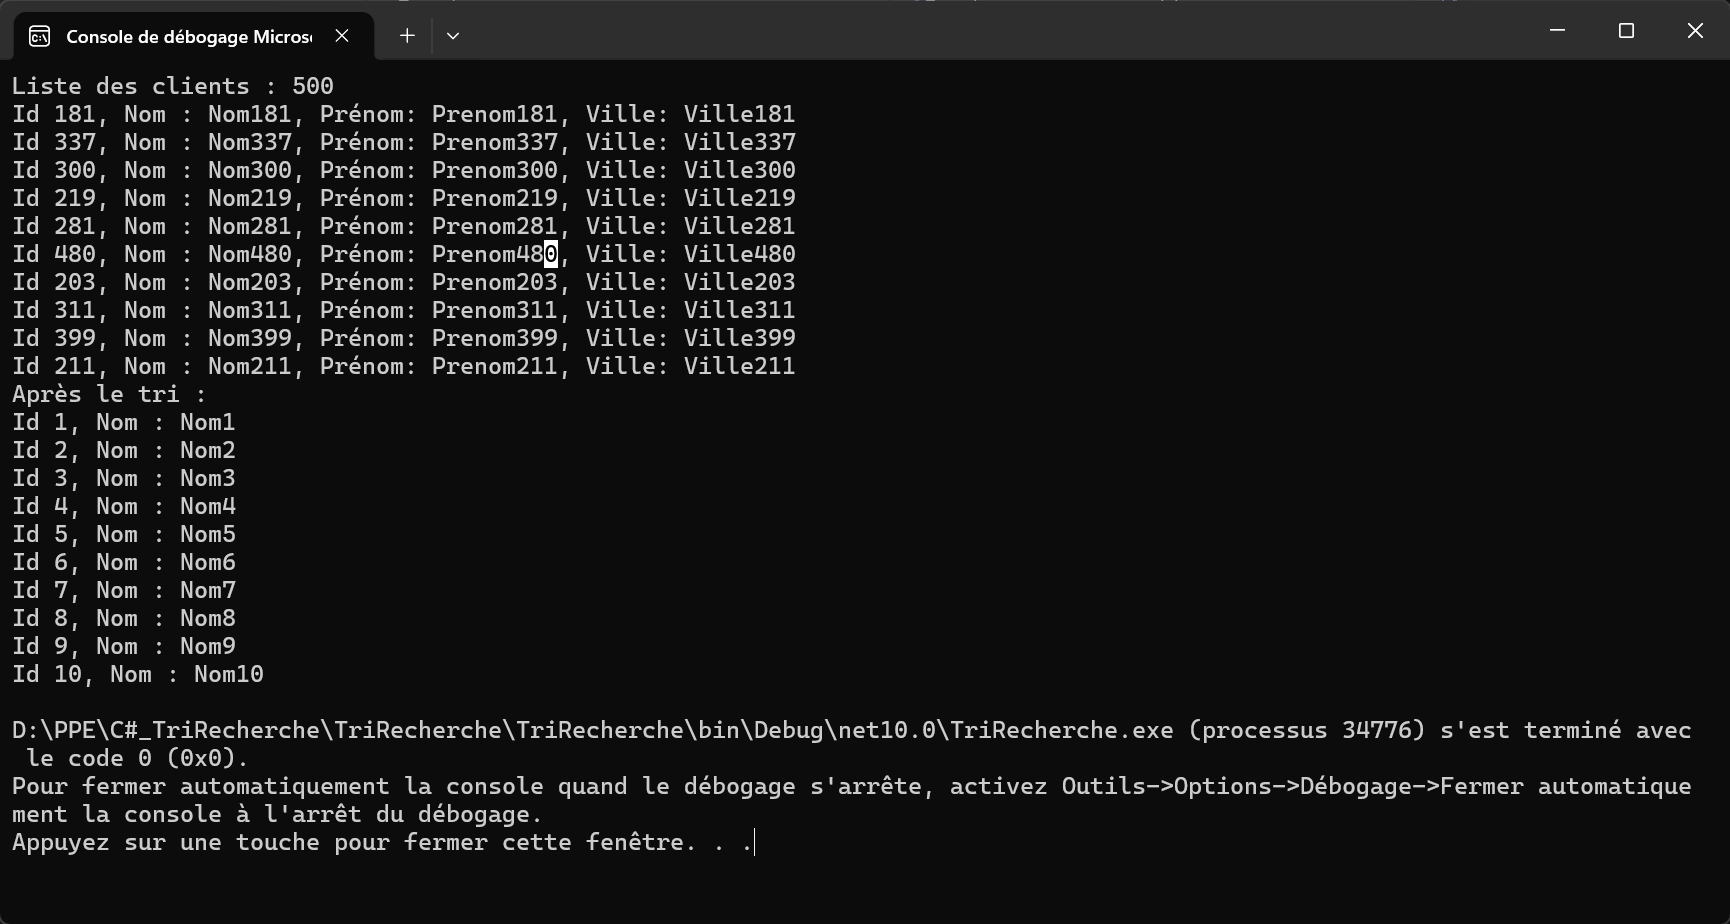 Console de débogage Micros
Liste des clients : 500
Id 181, Nom : Nom181, Prénom: Prenom181, Ville: Ville181
Id 337, Nom : Nom337, Prénom: Prenom337, Ville: Ville337
Id 300, Nom : Nom300, Prénom: Prenom300, Ville: Ville300
Id 219, Nom : Nom219, Prénom: Prenom219, Ville: Ville219
Id 281, Nom : Nom281, Prénom: Prenom281, Ville: Ville281
Id 480, Nom : Nom480, Prénom: Prenom480, Ville: Ville480
Id 203, Nom : Nom203, Prénom: Prenom203, Ville: Ville203
Id 311, Nom : Nom311, Prénom: Prenom311, Ville: Ville311
Id 399, Nom : Nom399, Prénom: Prenom399, Ville: Ville399
Id 211, Nom : Nom211, Prénom: Prenom211, Ville: Ville211
Après le tri :
Id 1, Nom : Nom1
Id 2, Nom : Nom2
Id 3, Nom : Nom3
Id 4, Nom : Nom4
Id 5, Nom : Nom5
Id 6, Nom : Nom6
Id 7, Nom : Nom7
Id 8, Nom : Nom8
Id 9, Nom : Nom9
Id 10, Nom : Nom10
D:\PPE\C#_TriRecherche\TriRecherche\TriRecherche\bin\Debug\net10.0\TriRecherche.exe (processus 34776) s'est terminé avec
le code 0 (0x0).
Pour fermer automatiquement la console quand le débogage s'arrête, activez Outils->Options->Débogage->Fermer automatique
ment la console à l'arrêt du débogage.
Appuyez sur une touche pour fermer cette fenêtre. . .